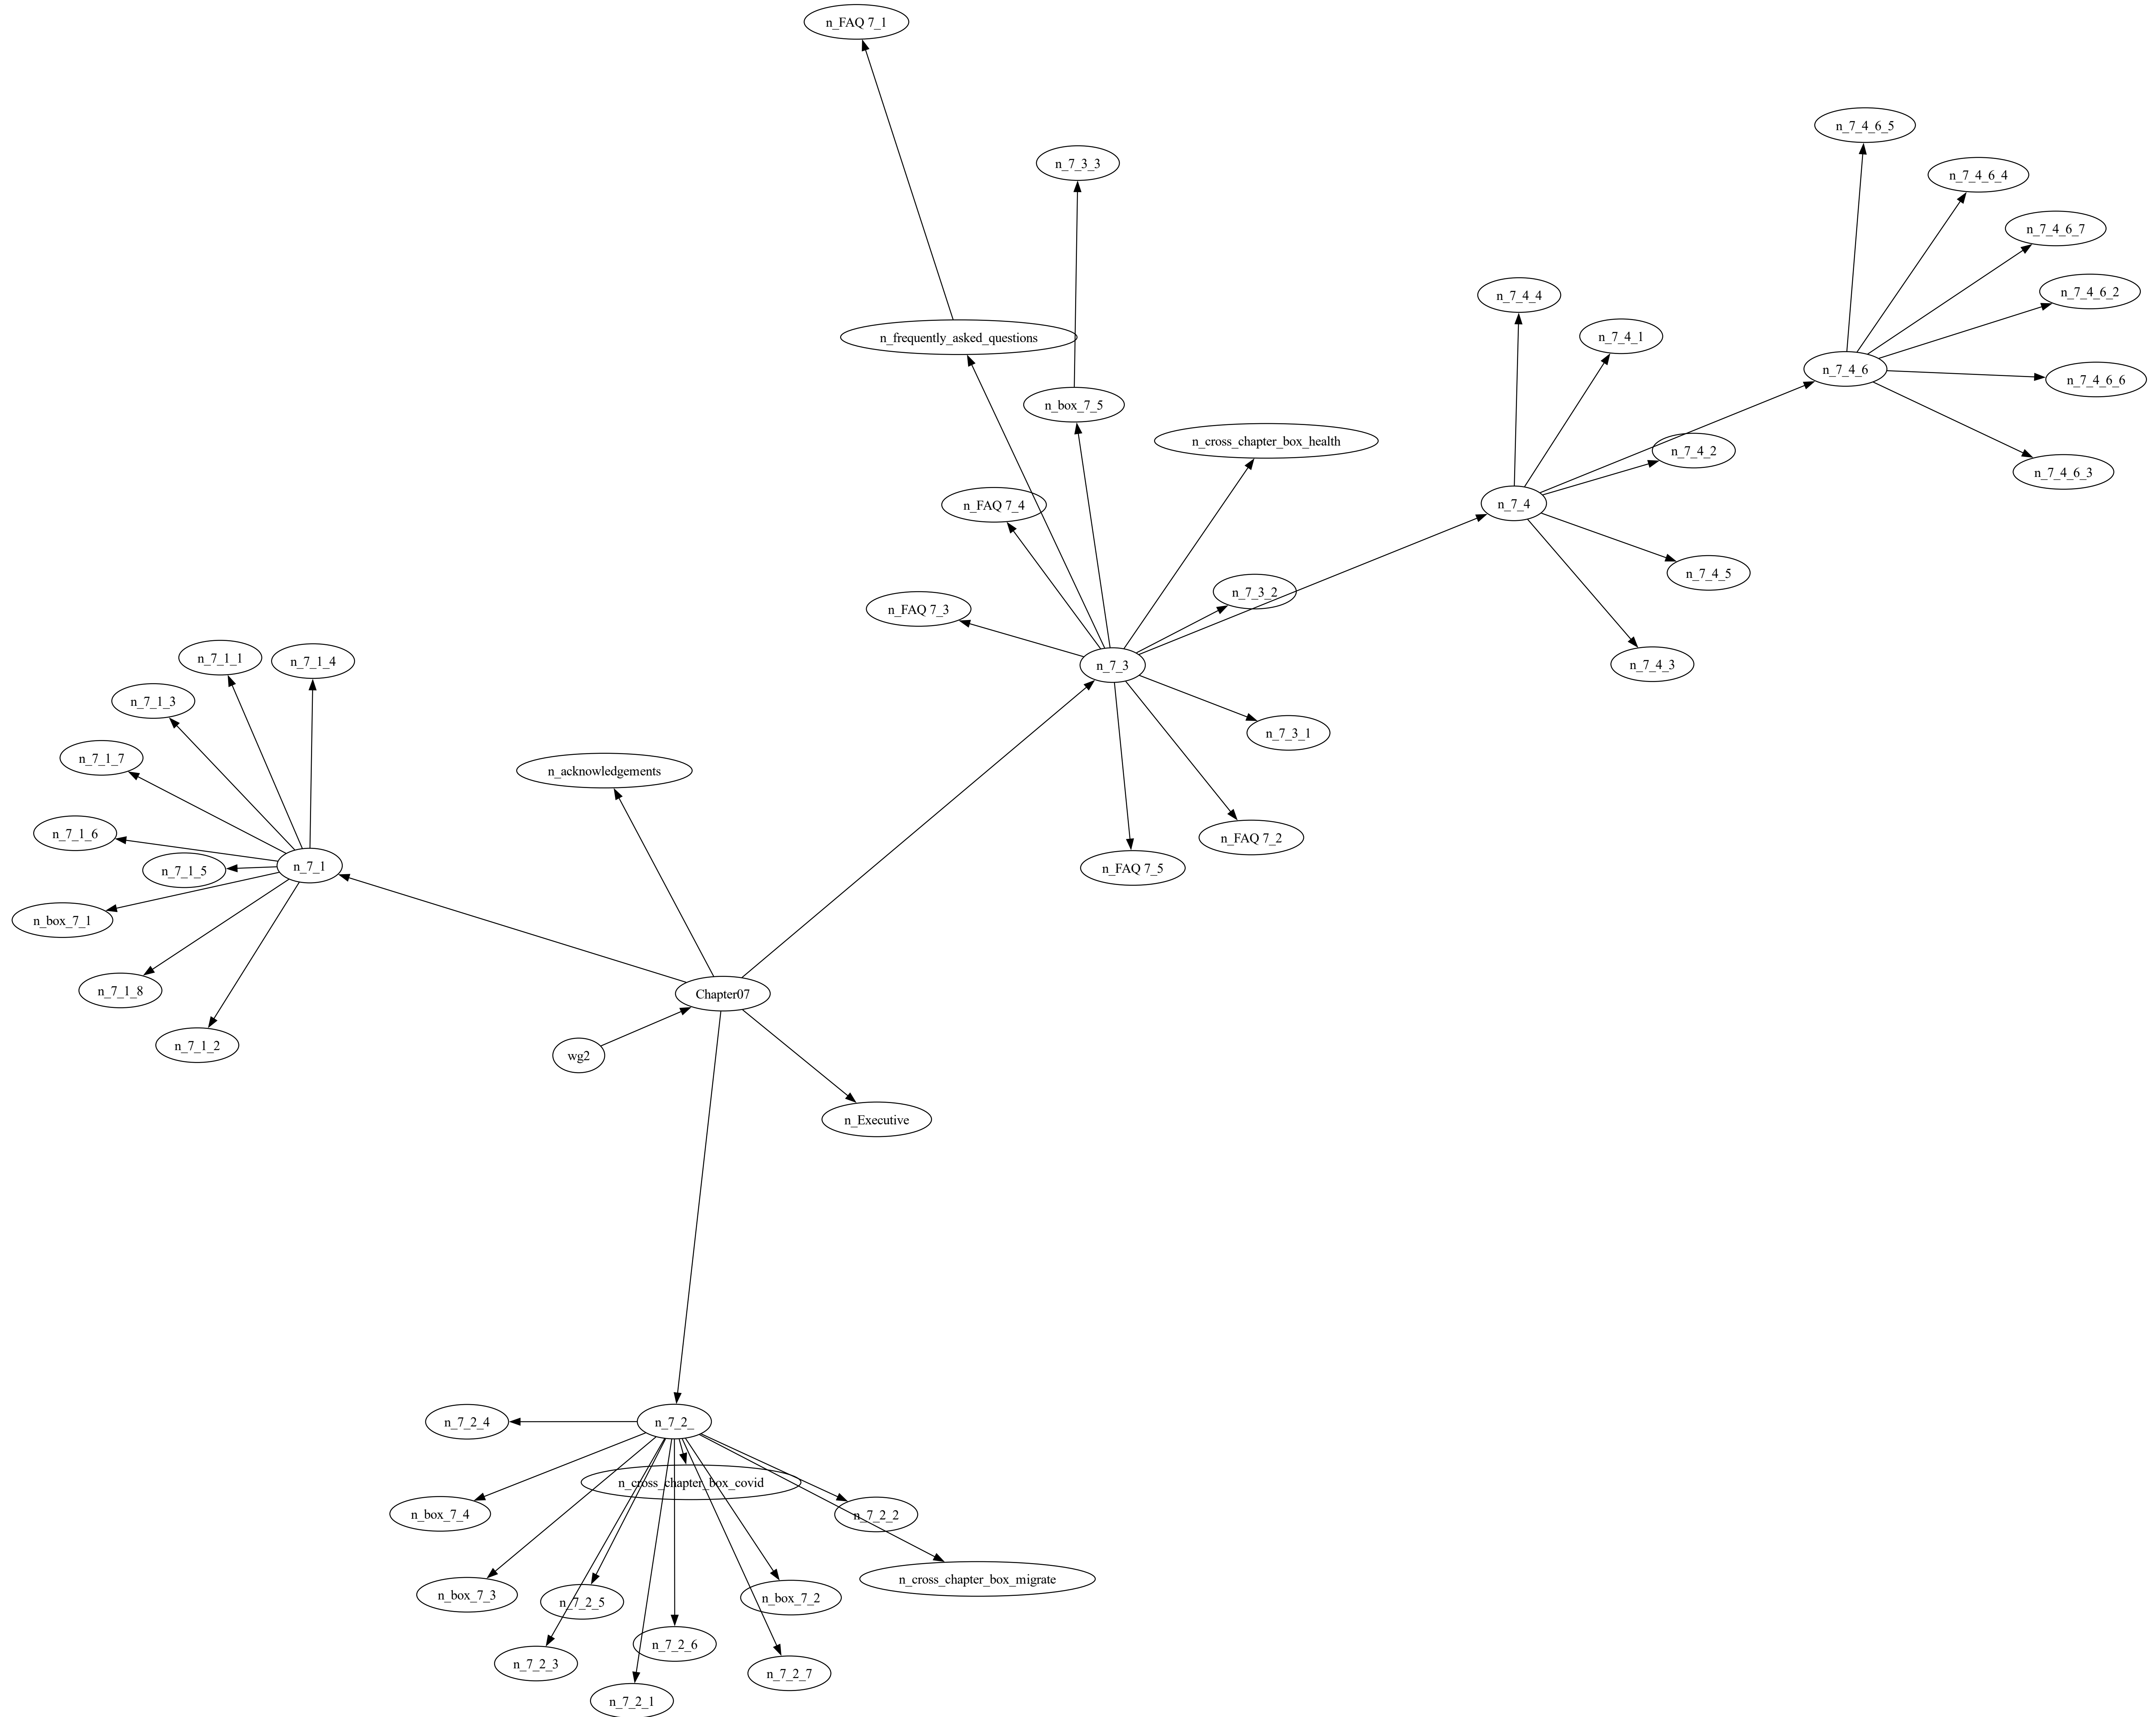 n_FAQ 7_1
n_7_4_6_5
n_7_3_3
n_7_4_6_4
n_7_4_6_7
n_7_4_6_2
n_7_4_4
n_7_4_1
n_frequently_asked_questions
n_7_4_6
n_7_4_6_6
n_box_7_5
n_cross_chapter_box_health
n_7_4_2
n_7_4_6_3
n_FAQ 7_4
n_7_4
n_7_4_5
n_7_3_2
n_FAQ 7_3
n_7_1_1
n_7_1_4
n_7_3
n_7_4_3
n_7_1_3
n_7_3_1
n_7_1_7
n_acknowledgements
n_7_1_6
n_FAQ 7_2
n_7_1
n_7_1_5
n_FAQ 7_5
n_box_7_1
n_7_1_8
Chapter07
n_7_1_2
wg2
n_Executive
n_7_2_4
n_7_2_
n_cross_chapter_box_covid
n_box_7_4
n_7_2_2
n_cross_chapter_box_migrate
n_box_7_3
n_7_2_5
n_box_7_2
n_7_2_6
n_7_2_3
n_7_2_7
n_7_2_1